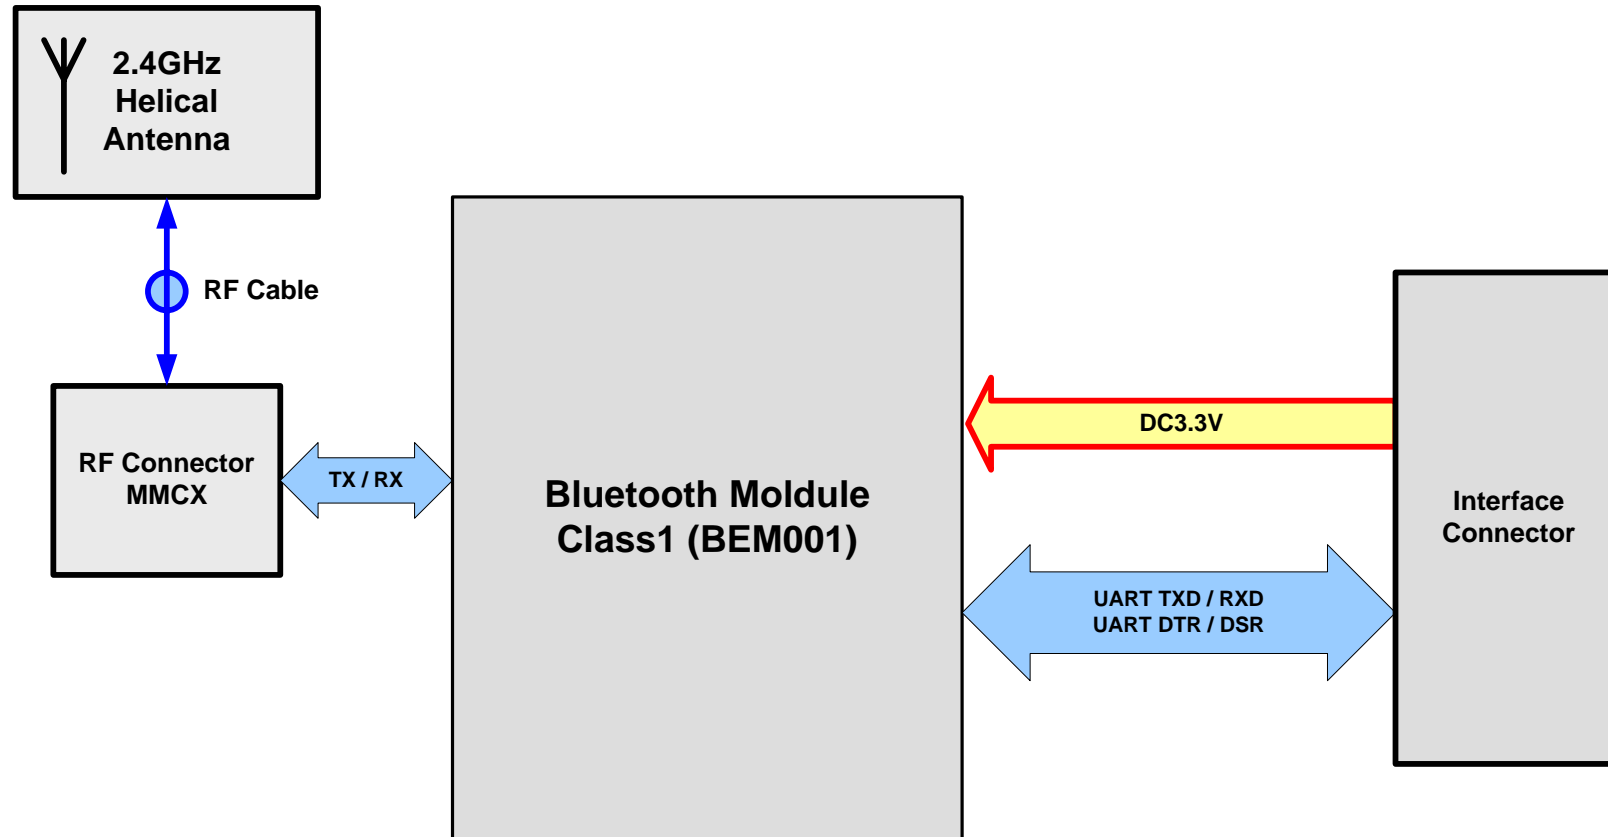 2.4GHz
Helical
Antenna
RF Cable
RF Connector
MMCX
TX / RX
Bluetooth Moldule
Class1 (BEM001)
DC3.3V
UART TXD / RXD
UART DTR / DSR
Interface
Connector